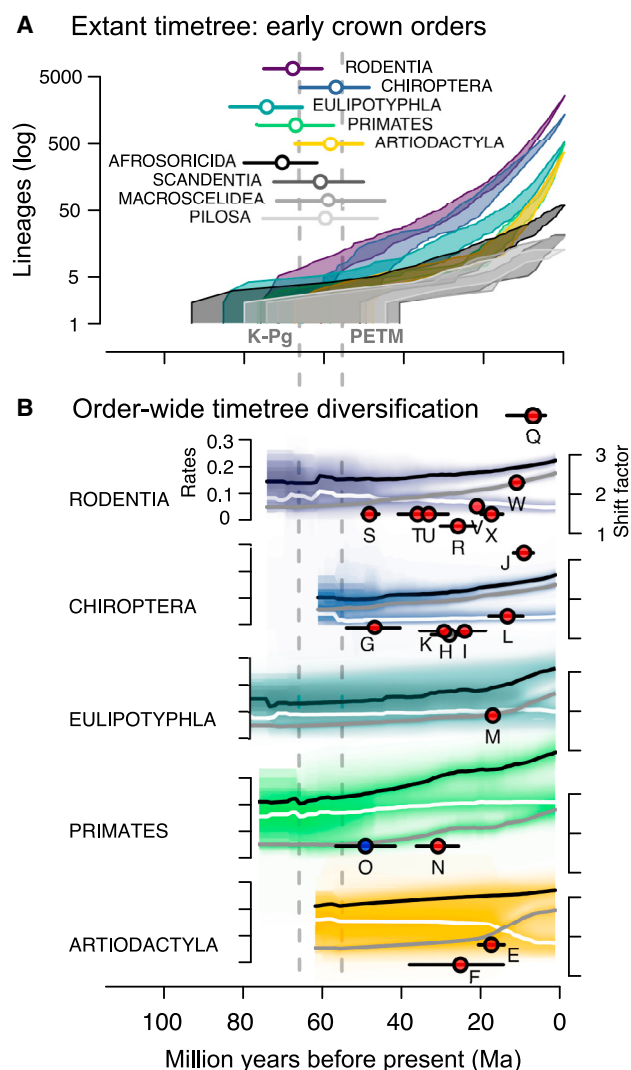 A Extant timetree: early crown orders
5000
500
50
5
1
Lineages (log)
RODENTIA
CHIROPTERA
EULIPOTYPHLA
PRIMATES
ARTIODACTYLA
AFROSORICIDA
SCANDENTIA
MACROSCELIDEA
PILOSA
K-Pg PETM
B Order-wide timetree diversification
Q
RODENTIA
0.3
0.2
0.1
0
Rates
3
2
1
Shift factor
S T U R V X W
CHIROPTERA
J
G K H I L
EULIPOTYPHLA
M
PRIMATES
O N
ARTIODACTYLA
E
F
100 80 60 40 20 0
Million years before present (Ma)